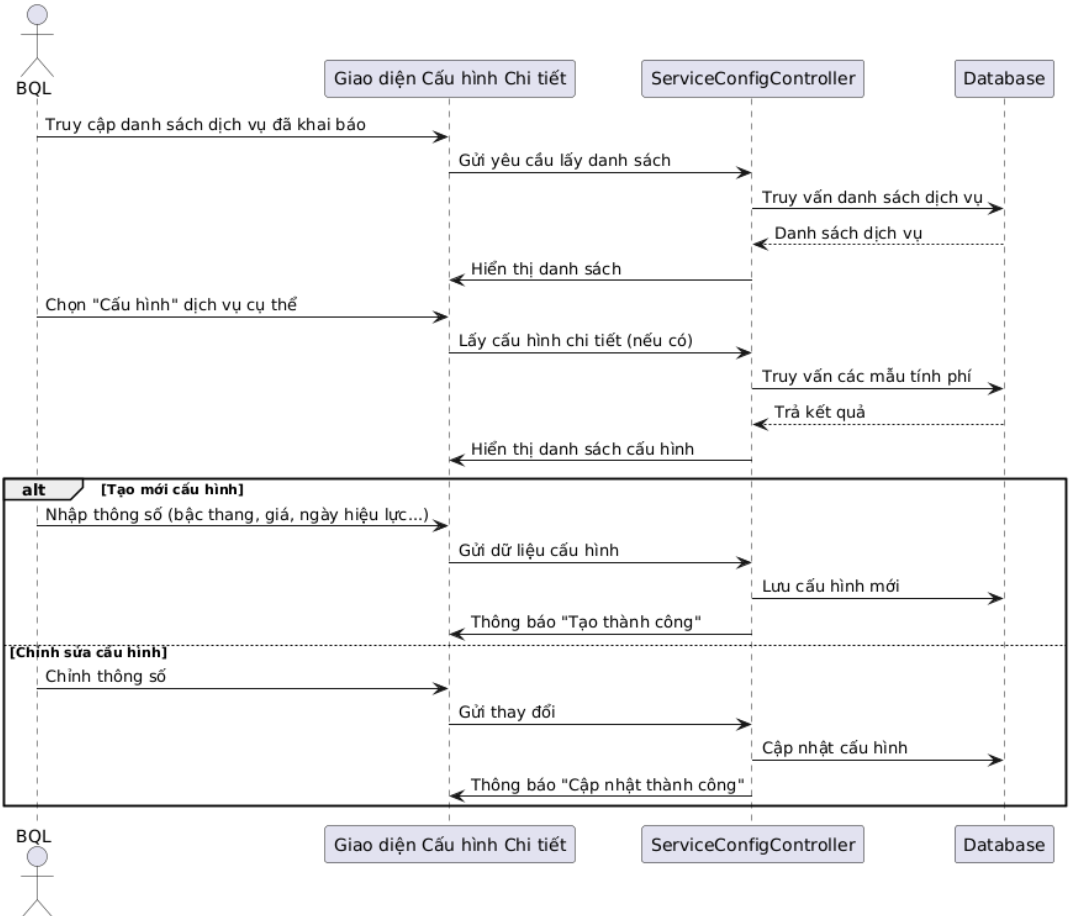 BQL
Giao diện Cấu hình Chi tiết
ServiceConfigController
Database
Truy cập danh sách dịch vụ đã khai báo
Gửi yêu cầu lấy danh sách
Truy vấn danh sách dịch vụ
Danh sách dịch vụ
Hiển thị danh sách
Chọn "Cấu hình" dịch vụ cụ thể
Lấy cấu hình chi tiết (nếu có)
Truy vấn các mẫu tính phí
Trả kết quả
Hiển thị danh sách cấu hình
alt [Tạo mới cấu hình]
Nhập thông số (bậc thang, giá, ngày hiệu lực...)
Gửi dữ liệu cấu hình
Lưu cấu hình mới
Thông báo "Tạo thành công"
[Chỉnh sửa cấu hình]
Chỉnh thông số
Gửi thay đổi
Cập nhật cấu hình
Thông báo "Cập nhật thành công"
BQL
Giao diện Cấu hình Chi tiết
ServiceConfigController
Database